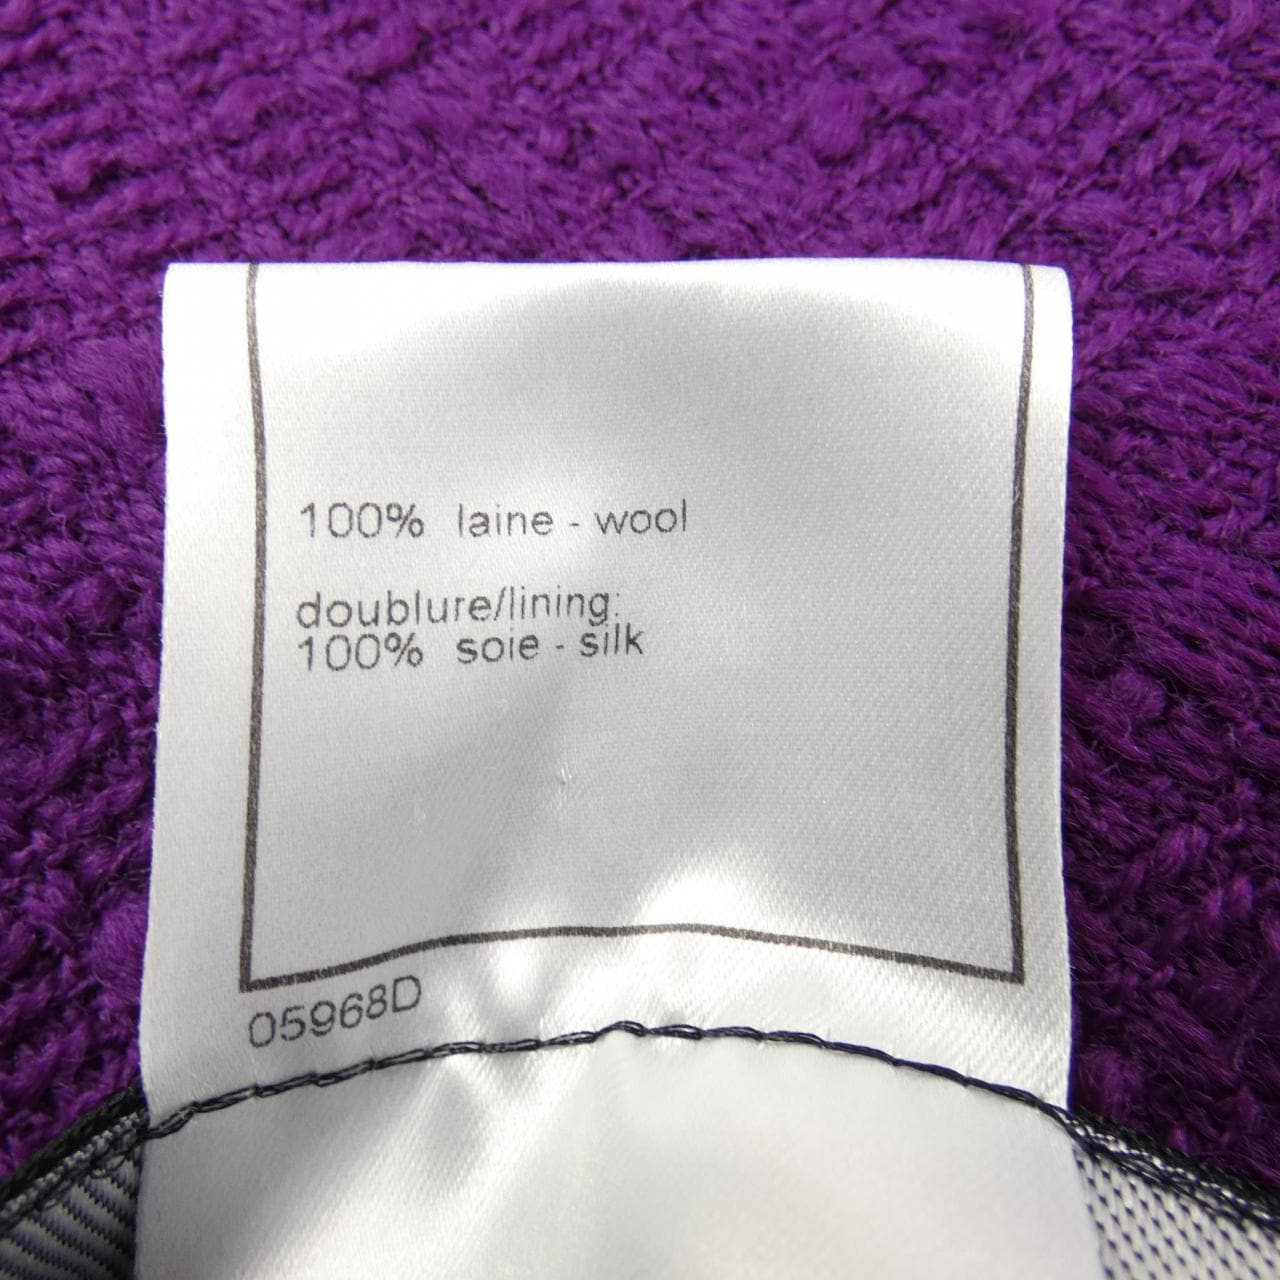 100% laine - wool
doublure/lining:
100% soie - silk
05968D